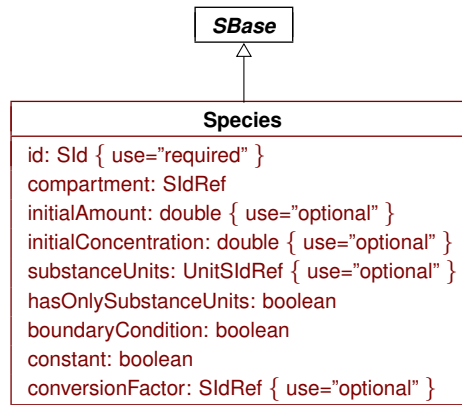 SBase
Species
id: SId { use="required" }
compartment: SIdRef
initialAmount: double { use="optional" }
initialConcentration: double { use="optional" }
substanceUnits: UnitSIdRef { use="optional" }
hasOnlySubstanceUnits: boolean
boundaryCondition: boolean
constant: boolean
conversionFactor: SIdRef { use="optional" }